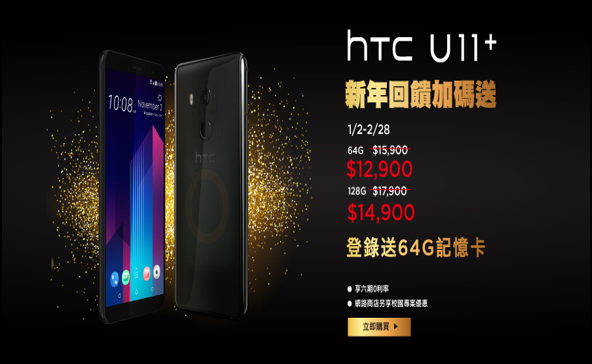 htc U11+
新年回饋加碼送
1/2-2/28
64G $15,900
$12,900
128G $17,900
$14,900
登錄送64G記憶卡
● 享六期0利率
● 網路商店另享校園專案優惠
立即購買 ▶
10:08
November 2
htc